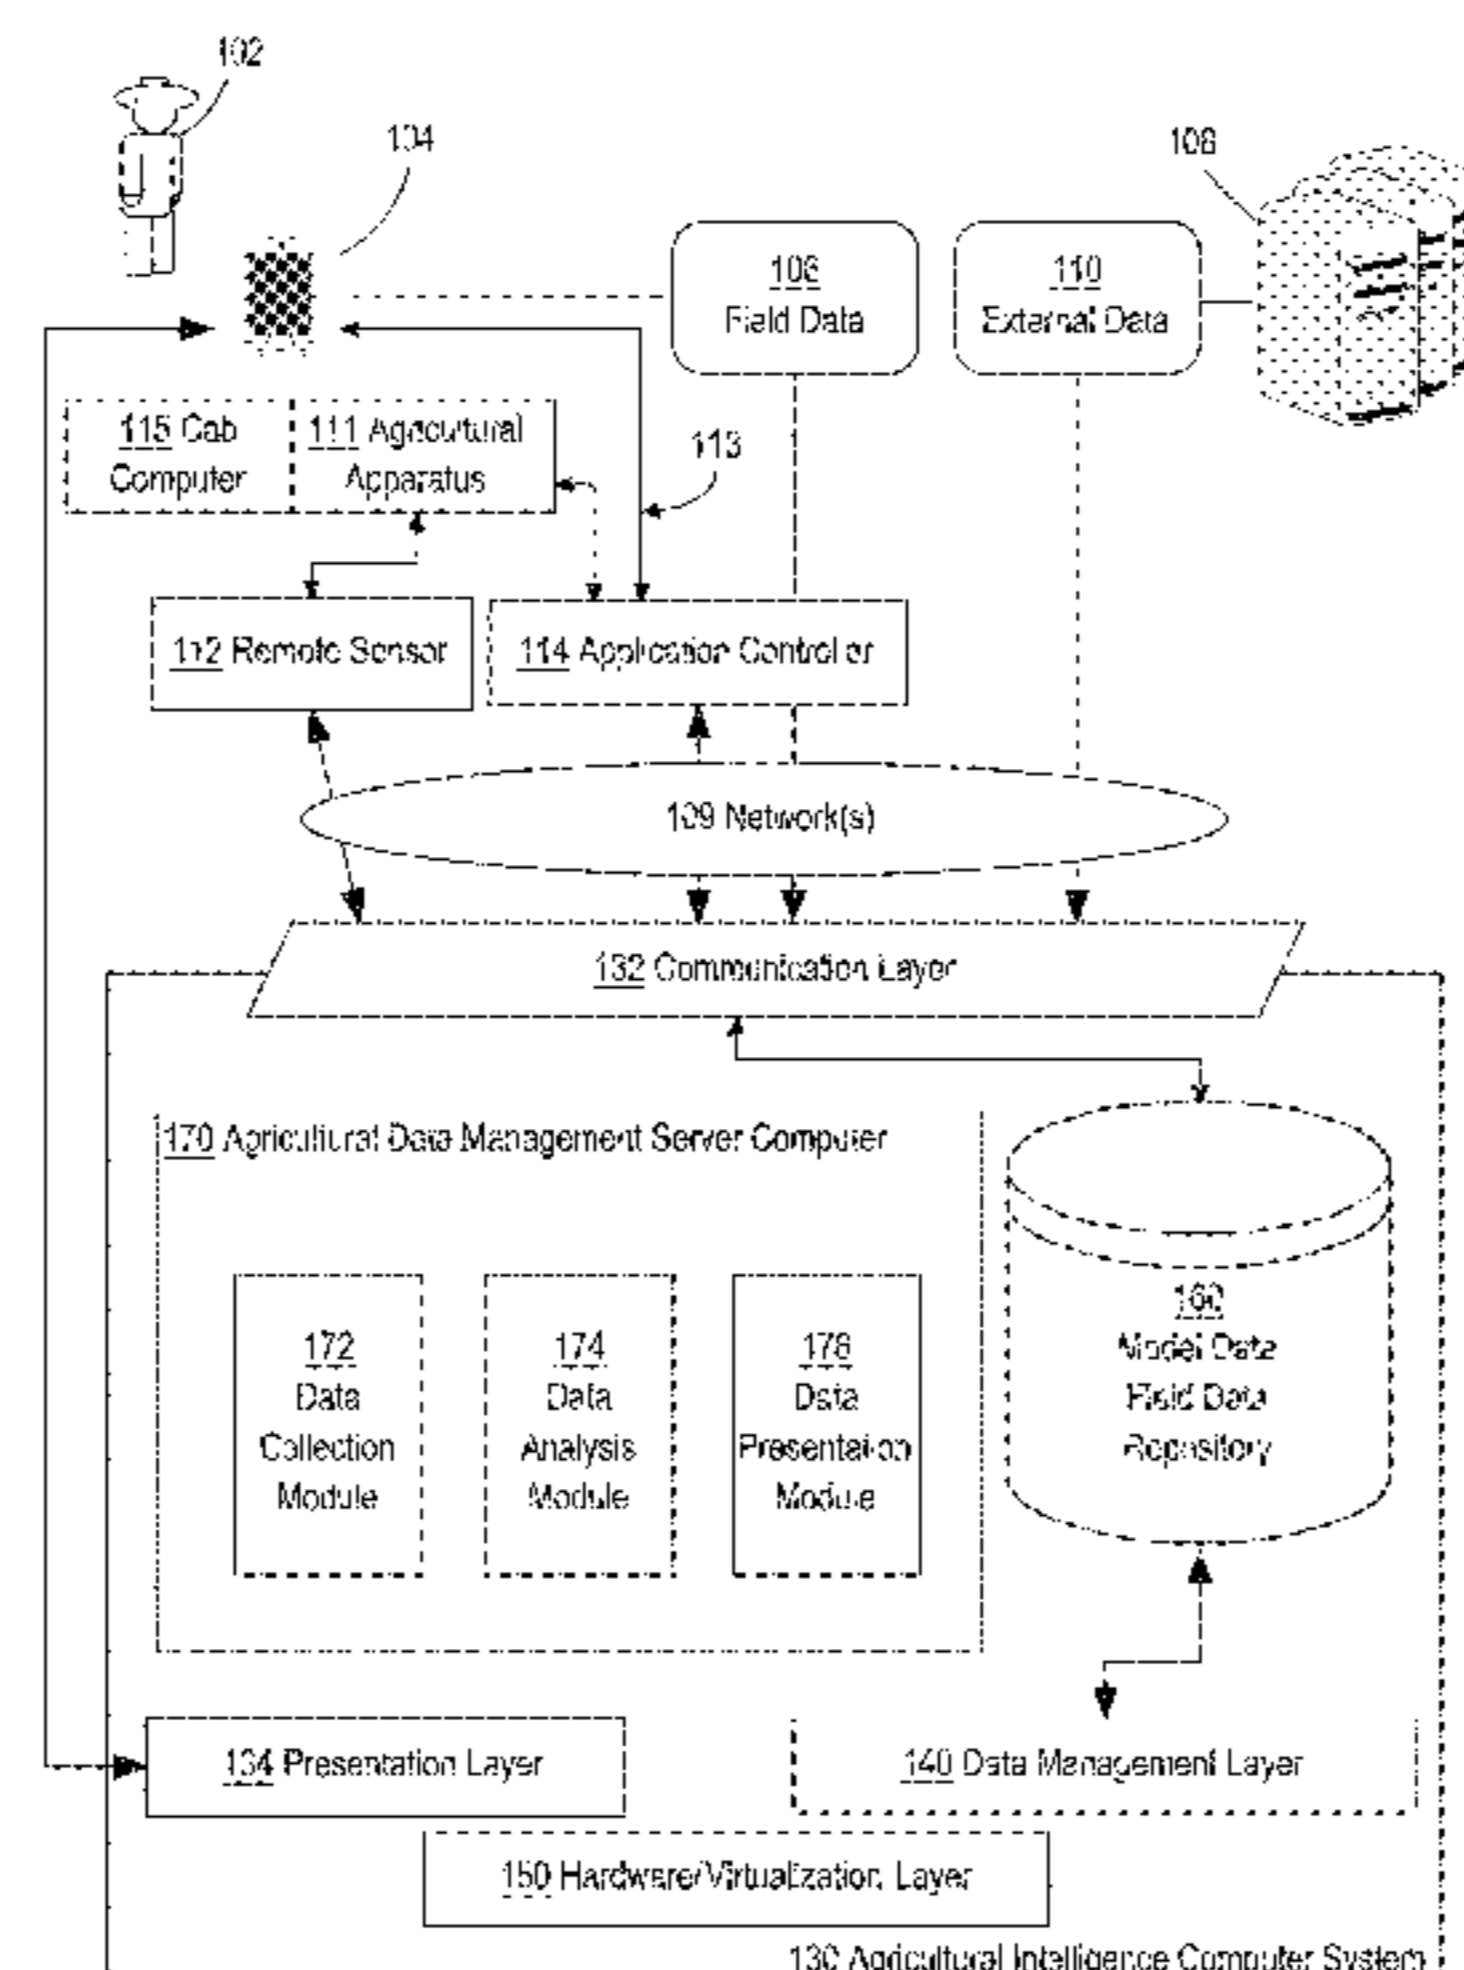 102
104
108
106
Field Data
110
External Data
115 Cab
Computer
111 Agricultural
Apparatus
113
112 Remote Sensor
114 Application Controller
109 Network(s)
132 Communication Layer
170 Agricultural Data Management Server Computer
172
Data
Collection
Module
174
Data
Analysis
Module
176
Data
Presentation
Module
160
Model Data
Field Data
Repository
134 Presentation Layer
140 Data Management Layer
150 Hardware/Virtualization Layer
130 Agricultural Intelligence Computer System